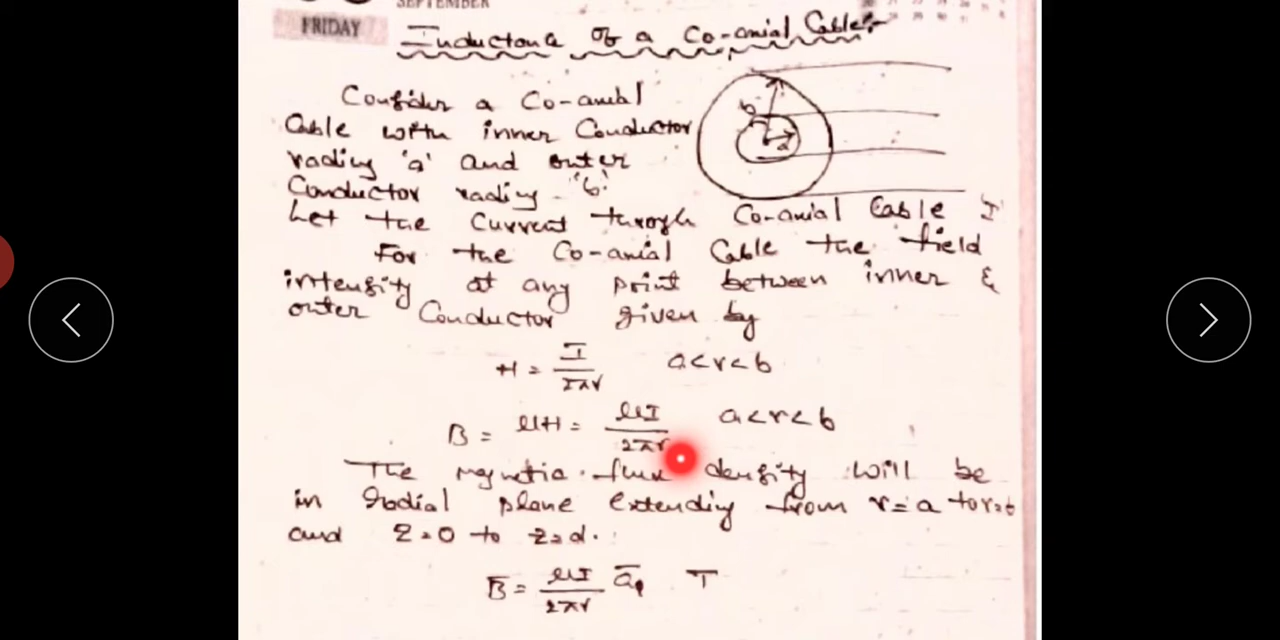 SEPTEMBER
FRIDAY
Inductance of a Co-axial Cable:-
Consider a Co-axial
Cable with inner Conductor
radius 'a' and outer
Conductor radius 'b'.
b
a
Let the Current through Co-axial Cable I
For the Co-axial Cable the field
intensity at any point between inner &
outer Conductor given by
H = I/2πr a<r<b
B = μH = μI/2πr a<r<b
The magnetic flux density will be
in radial plane extending from r=a to r=b
and z=0 to z=d.
B̅ = μI/2πr a̅φ T